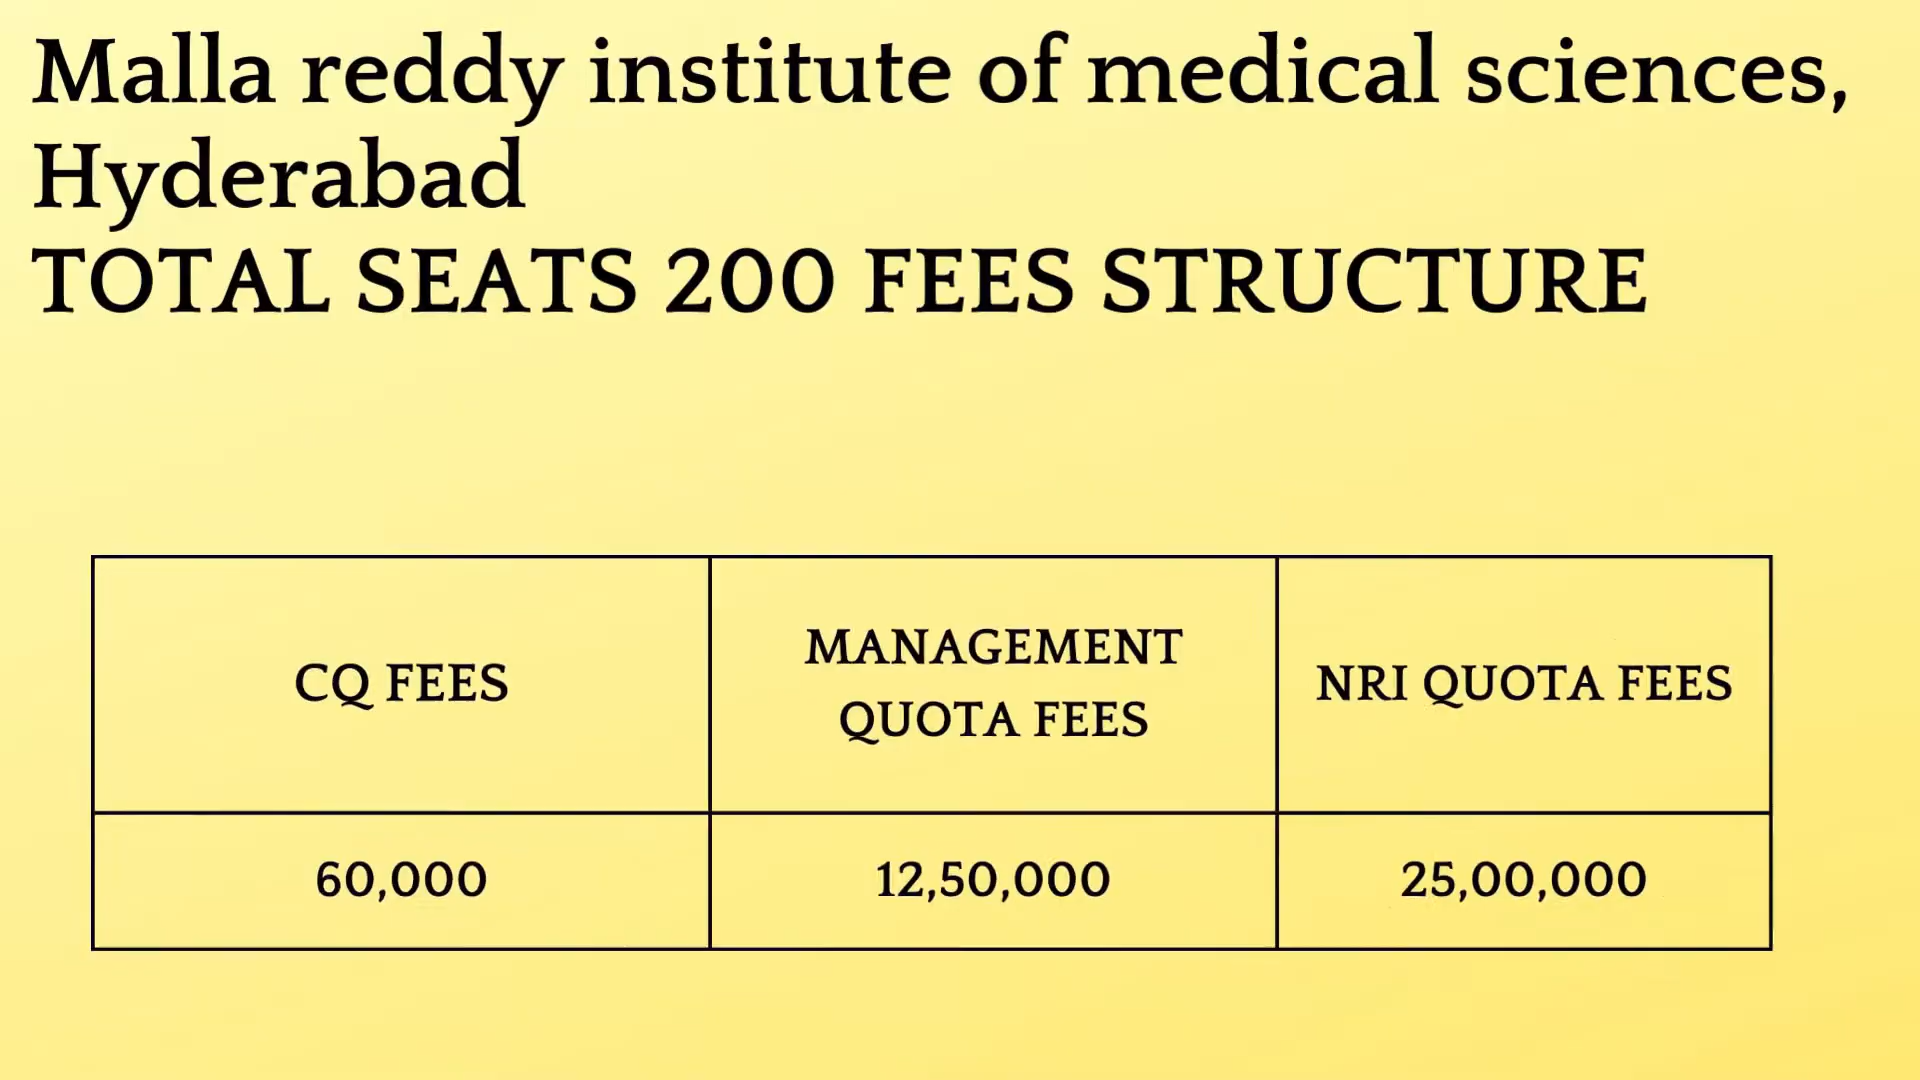 Malla reddy institute of medical sciences,
Hyderabad
TOTAL SEATS 200 FEES STRUCTURE
CQ FEES
MANAGEMENT
QUOTA FEES
NRI QUOTA FEES
60,000
12,50,000
25,00,000